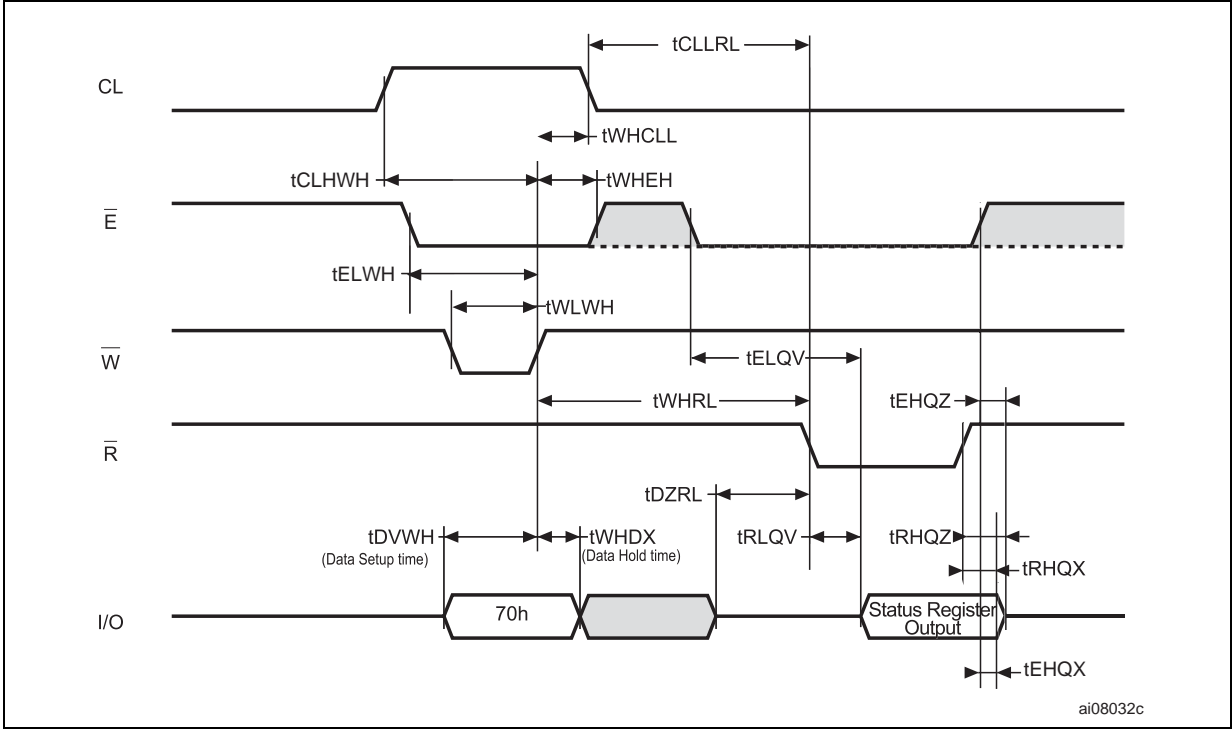 tCLLRL
CL
tWHCLL
tCLHWH
tWHEH
E
tELWH
tWLWH
W
tELQV
tWHRL
tEHQZ
R
tDZRL
tDVWH
(Data Setup time)
tWHDX
(Data Hold time)
tRLQV
tRHQZ
tRHQX
I/O
70h
Status Register
Output
tEHQX
ai08032c